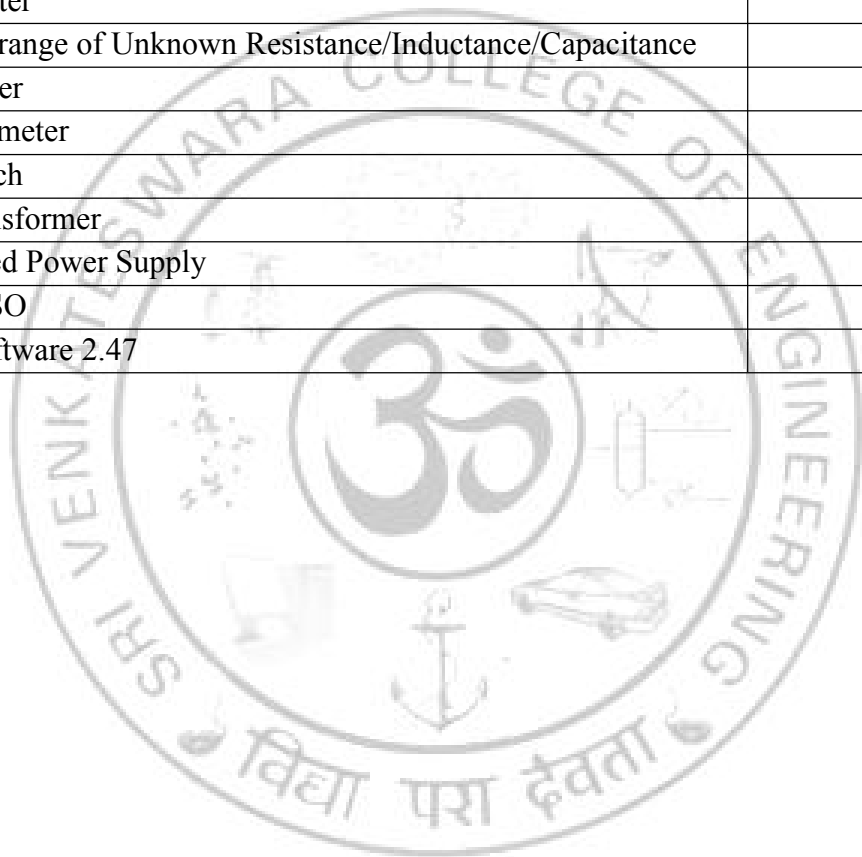 ter
range of Unknown Resistance/Inductance/Capacitance
er
meter
ch
nsformer
ed Power Supply
SO
ftware 2.47
SRI VENKATESWARA COLLEGE OF ENGINEERING
ॐ
विद्या परा देवता